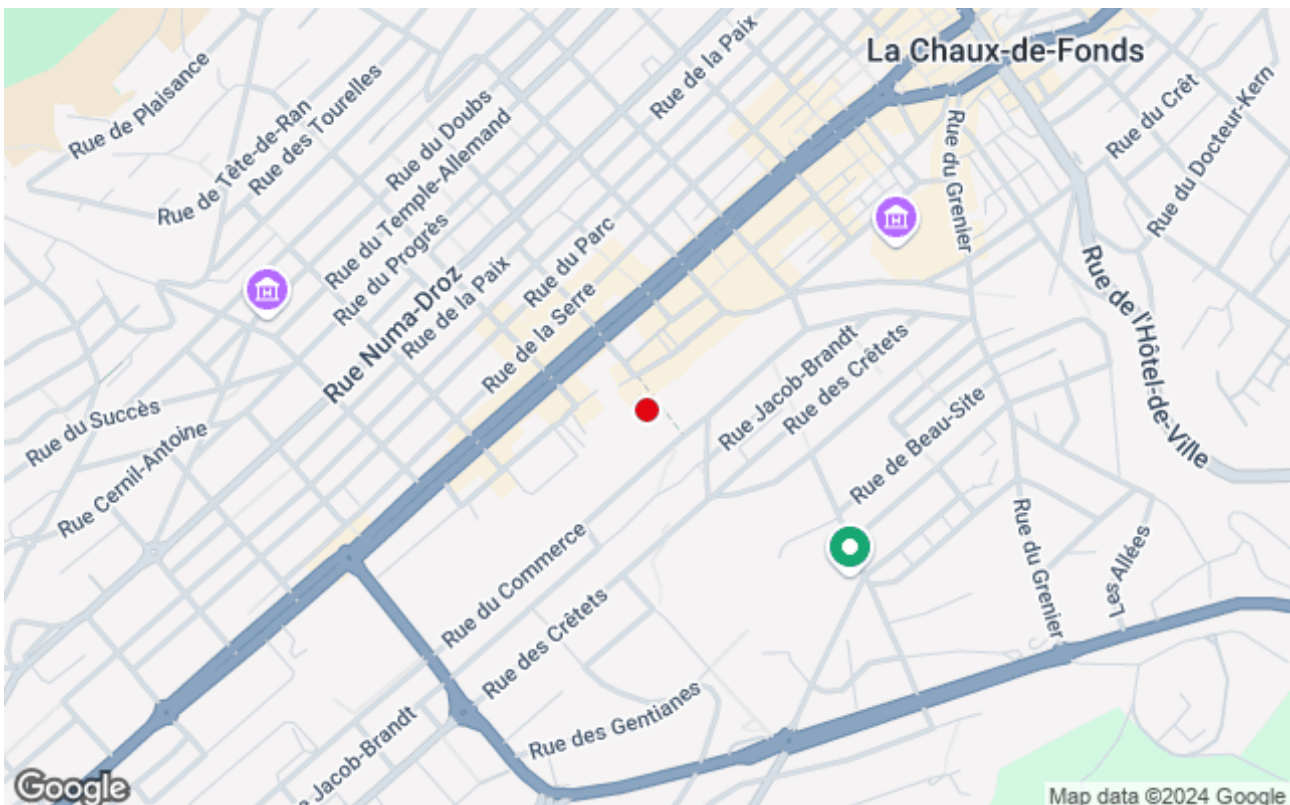 La Chaux-de-Fonds
Rue de Plaisance
Rue de Tête-de-Ran
Rue des Tourelles
Rue du Doubs
Rue du Temple-Allemand
Rue du Progrès
Rue de la Paix
Rue de la Paix
Rue Numa-Droz
Rue du Parc
Rue de la Serre
Rue du Grenier
Rue du Crêt
Rue du Docteur-Kern
Rue de l'Hôtel-de-Ville
Rue du Succès
Rue Cernil-Antoine
Rue Jacob-Brandt
Rue des Crêtets
Rue de Beau-Site
Rue du Commerce
Rue des Crêtets
Rue du Grenier
Les Allées
Rue des Gentianes
e Jacob-Brandt
Google
Map data ©2024 Google